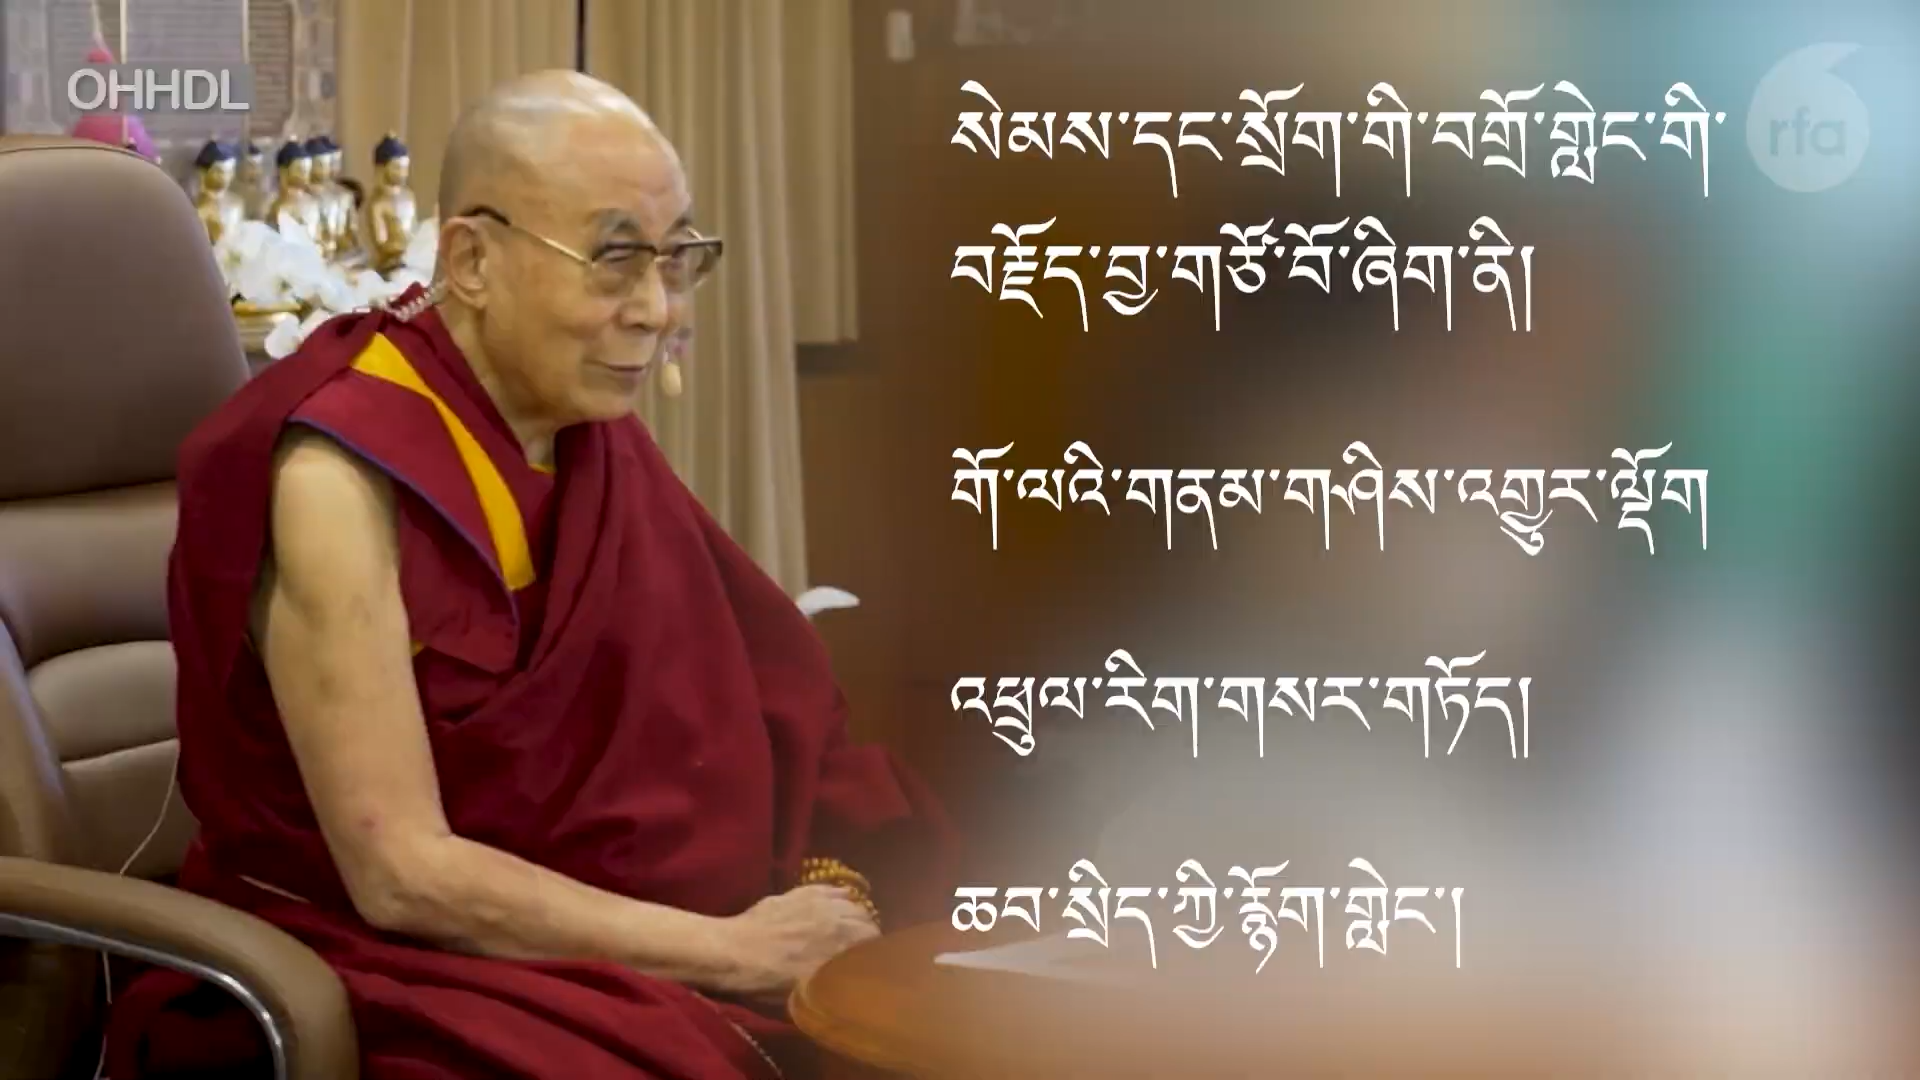 OHHDL
rfa
སེམས་དང་སྲོག་གི་བགྲོ་གླེང་གི་
བརྗོད་བྱ་གཙོ་བོ་ཞིག་ནི།
གོ་ལའི་གནམ་གཤིས་འགྱུར་ལྡོག
འཕྲུལ་རིག་གསར་གཏོད།
ཆབ་སྲིད་ཀྱི་རྙོག་གླེང་།